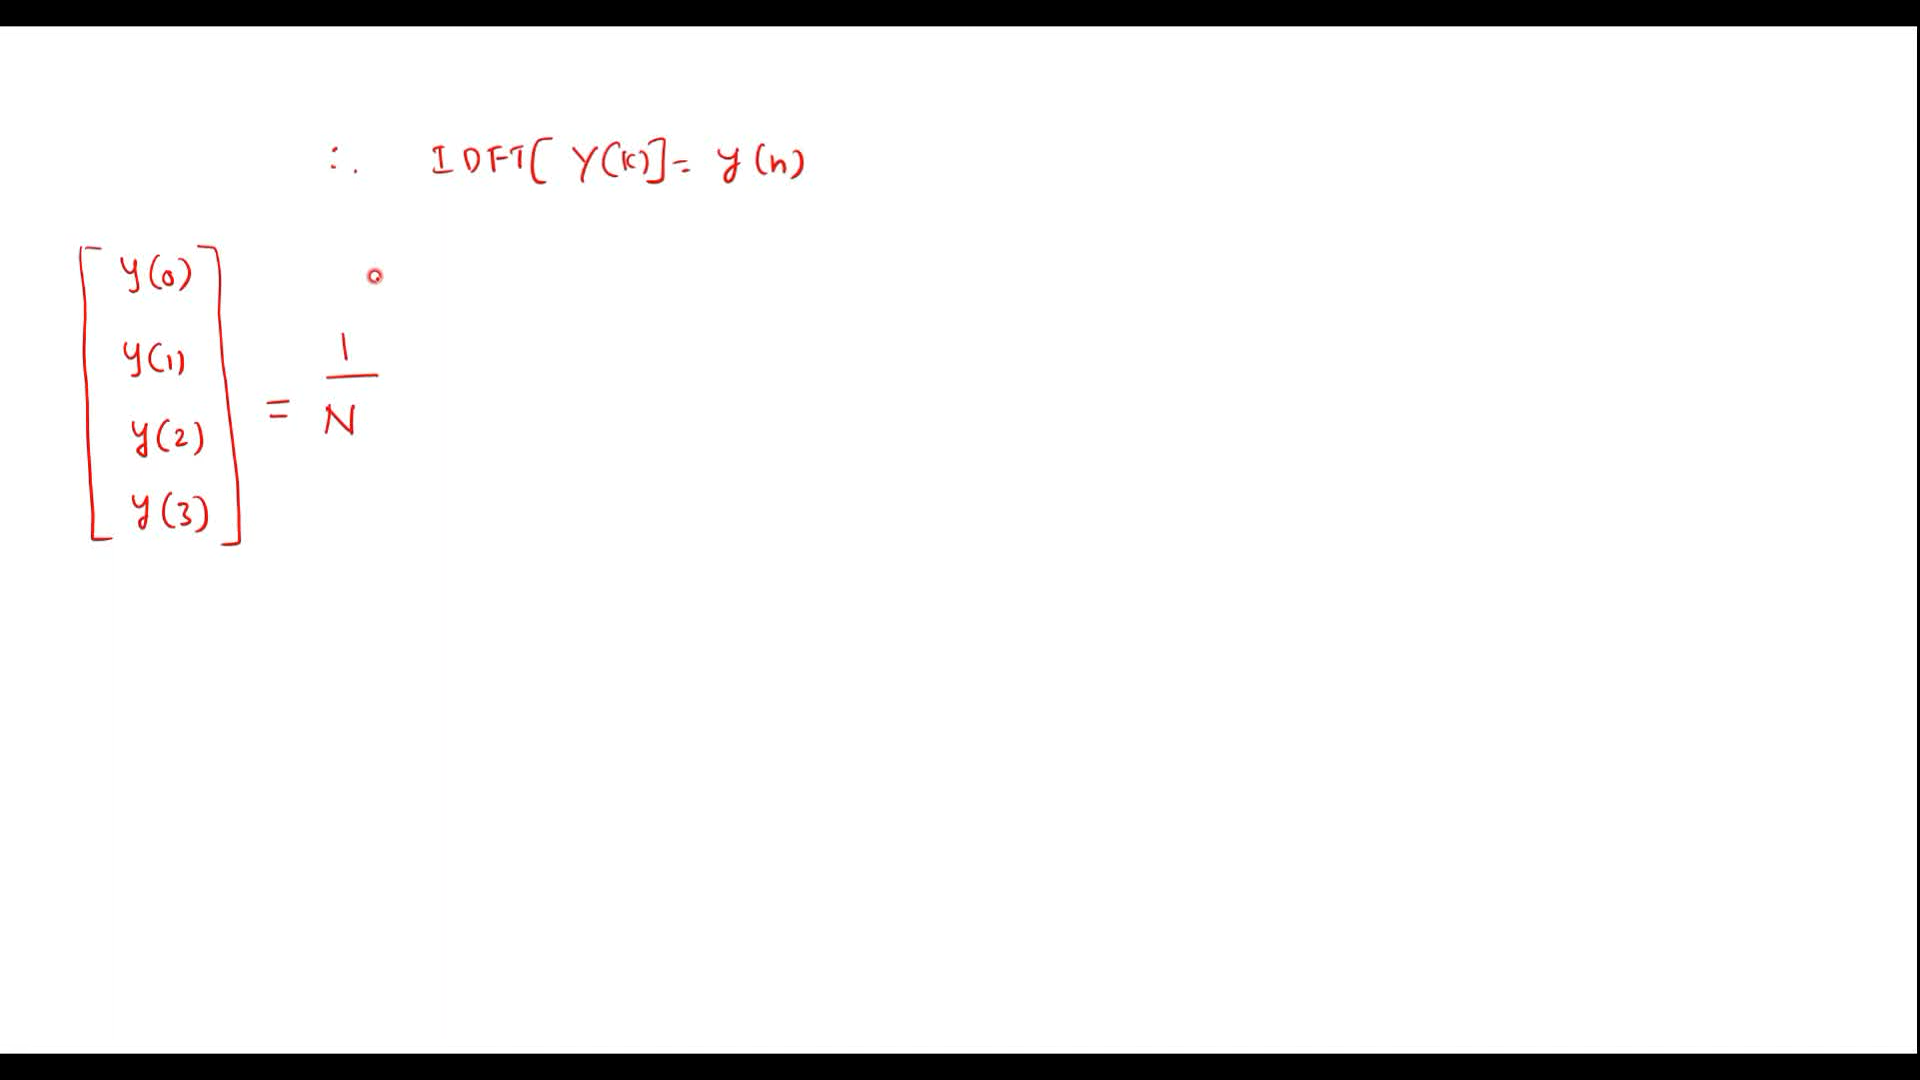 ∴ IDFT[Y(k)] = y(n)
y(0)
y(1)
y(2)
y(3)
= 1/N